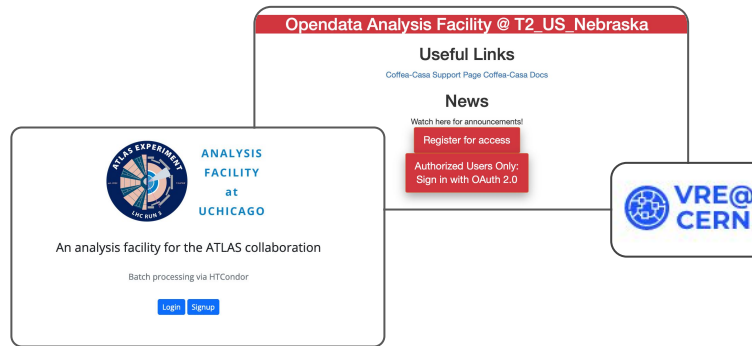 Opendata Analysis Facility @ T2_US_Nebraska
Useful Links
Coffea-Casa Support Page Coffea-Casa Docs
News
Watch here for announcements!
Register for access
Authorized Users Only:
Sign in with OAuth 2.0
ATLAS EXPERIMENT
LHC RUN 3
ANALYSIS
FACILITY
at
UCHICAGO
An analysis facility for the ATLAS collaboration
Batch processing via HTCondor
Login Signup
VRE@
CERN